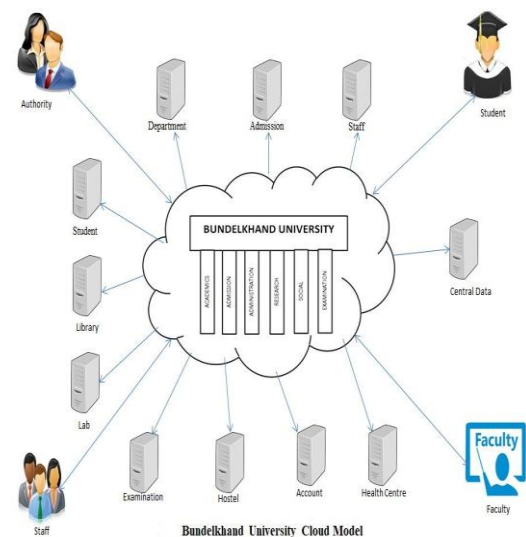 Authority
Department
Admission
Staff
Student
Student
BUNDELKHAND UNIVERSITY
ACADEMICS
ADMISSION
ADMINISTRATION
RESEARCH
SOCIAL
EXAMINATION
Central Data
Library
Lab
Staff
Examination
Hostel
Account
Health Centre
Faculty
Faculty
Bundelkhand University Cloud Model